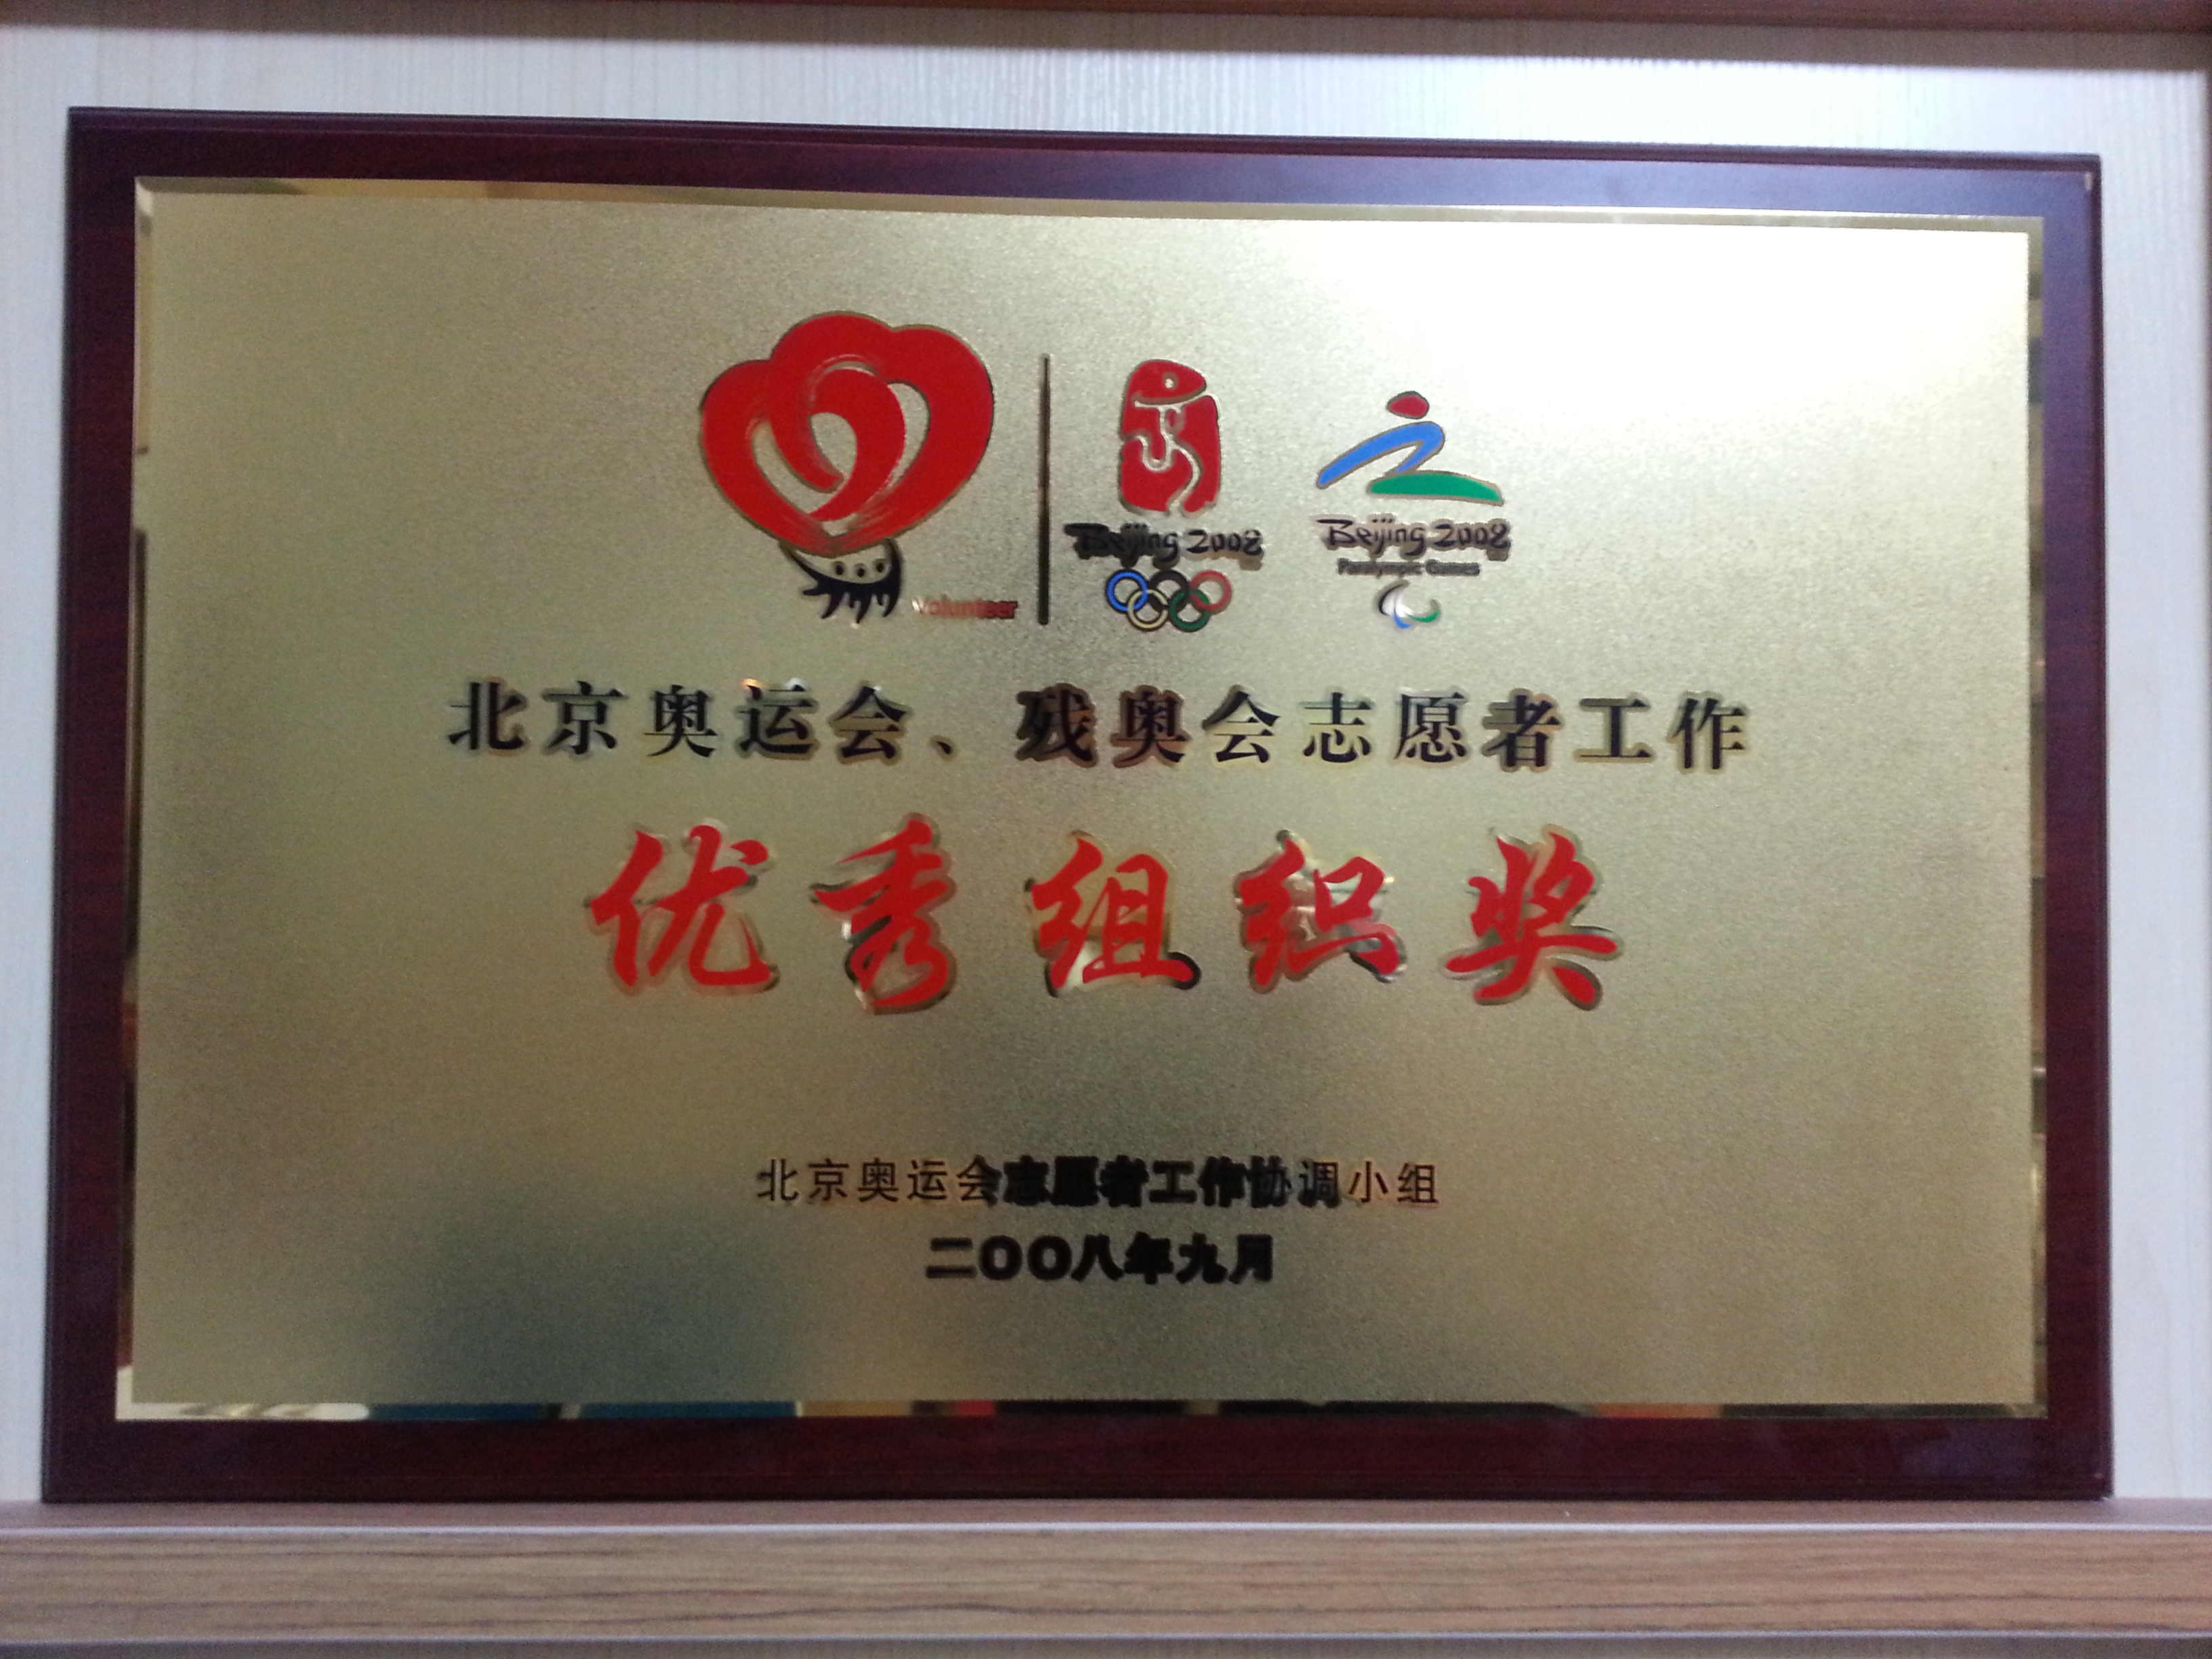 Volunteer
Beijing 2008
Beijing 2008
Paralympic Games
北京奥运会、残奥会志愿者工作
优秀组织奖
北京奥运会志愿者工作协调小组
二〇〇八年九月